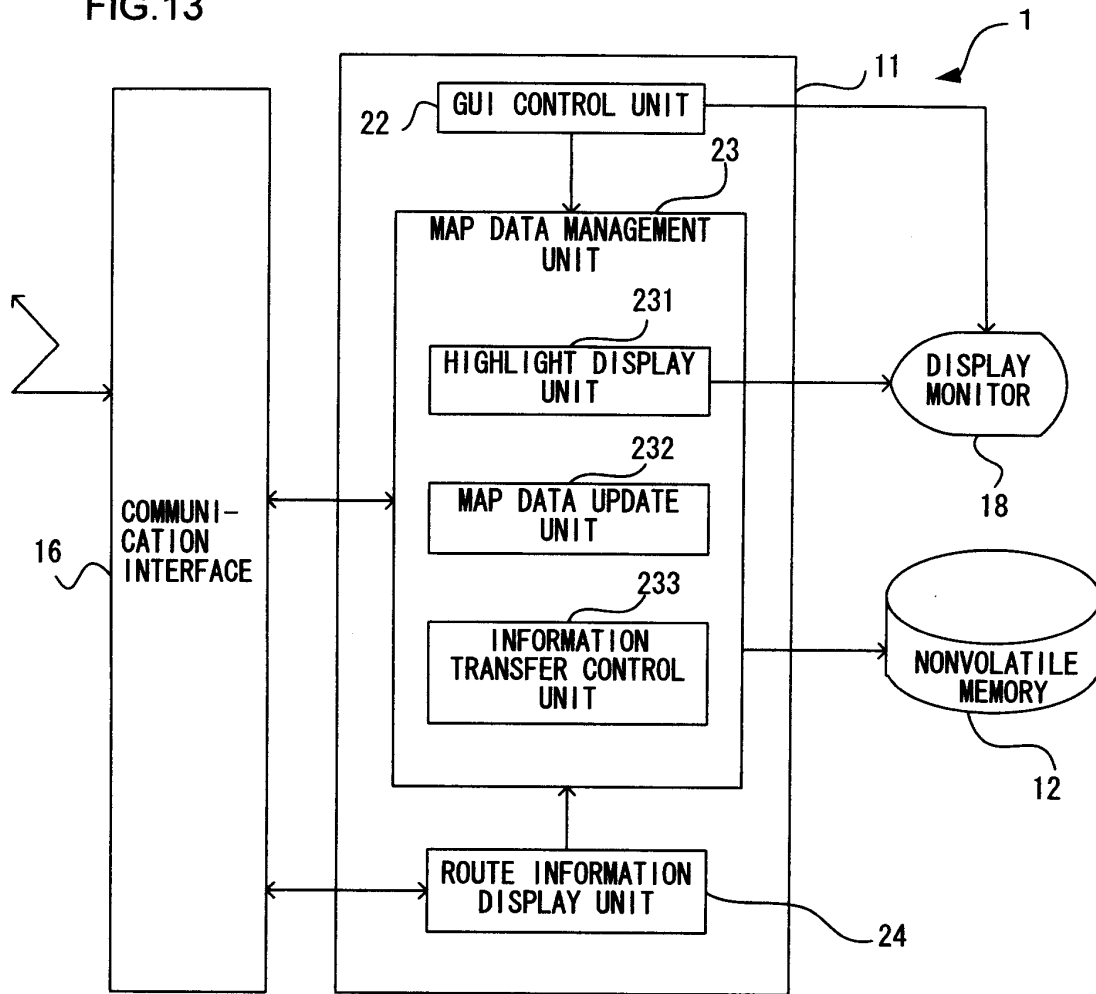 FIG.13
1
11
GUI CONTROL UNIT
22
23
MAP DATA MANAGEMENT
UNIT
231
HIGHLIGHT DISPLAY
UNIT
DISPLAY
MONITOR
18
232
MAP DATA UPDATE
UNIT
COMMUNI-
CATION
INTERFACE
16
233
INFORMATION
TRANSFER CONTROL
UNIT
NONVOLATILE
MEMORY
12
ROUTE INFORMATION
DISPLAY UNIT
24